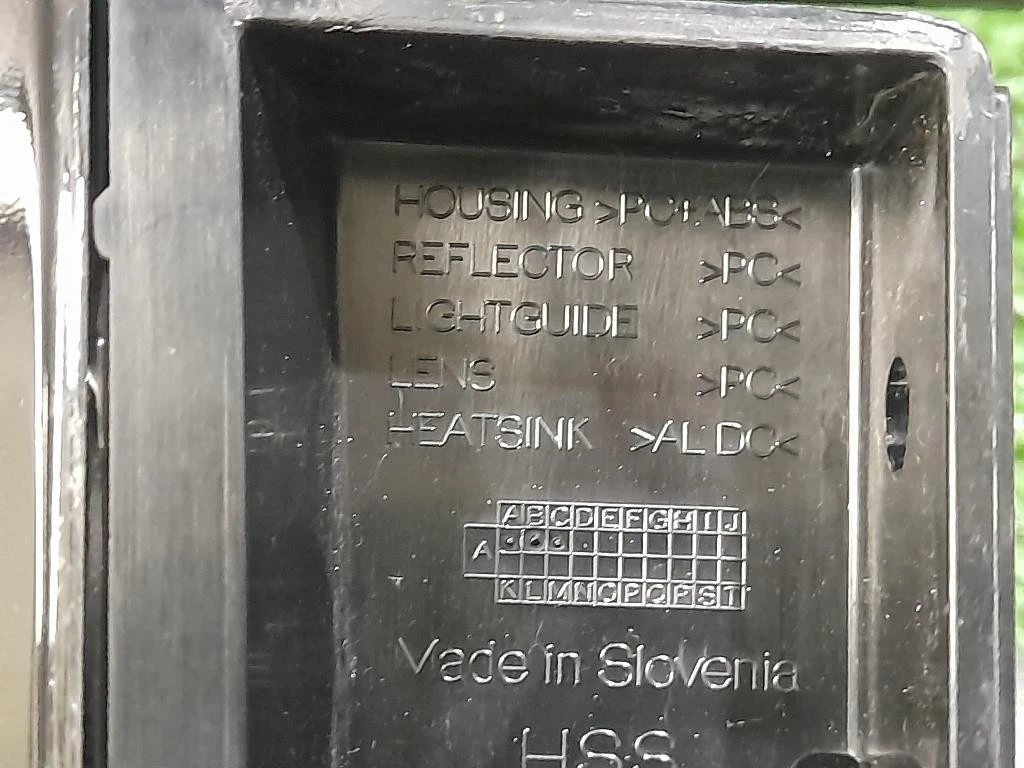 HOUSING >PC+ABS<
REFLECTOR >PC<
LIGHTGUIDE >PC<
LENS >PC<
HEATSINK >AL DC<
A B C D E F G H I J
A
K L M N O P Q R S T
Made in Slovenia
HSS